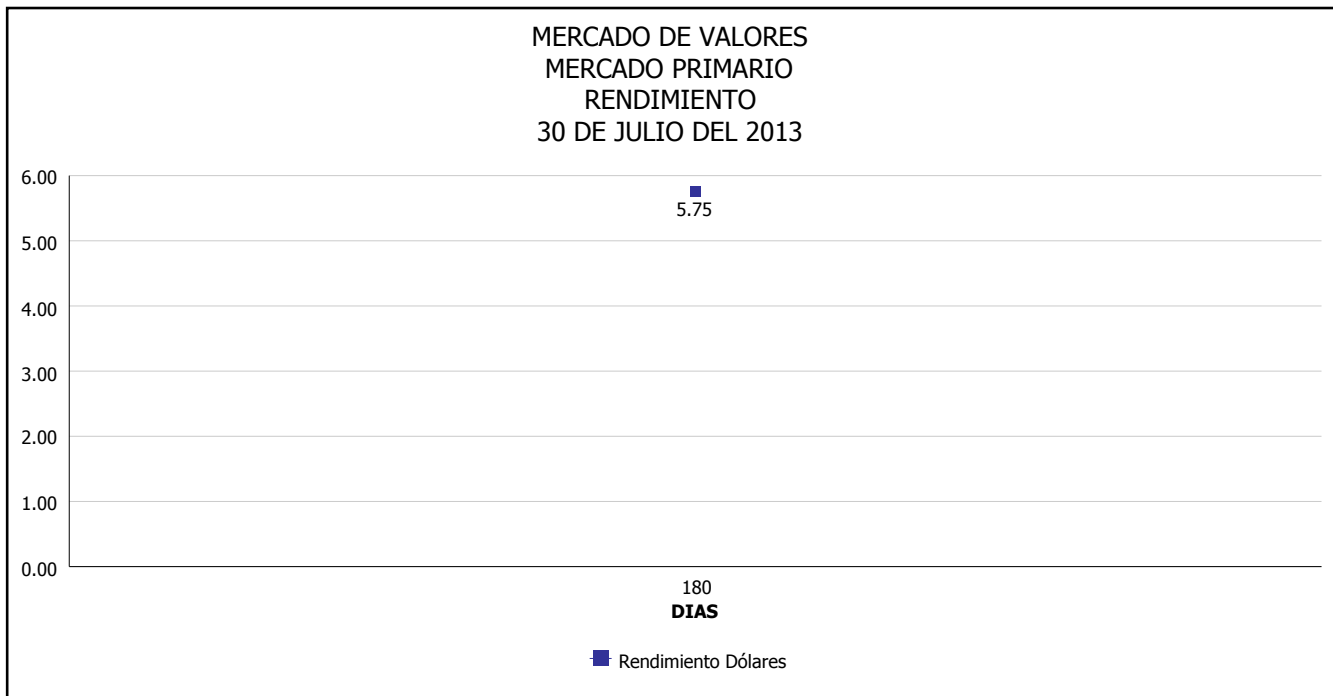 MERCADO DE VALORES
MERCADO PRIMARIO
RENDIMIENTO
30 DE JULIO DEL 2013
6.00
5.75
5.00
4.00
3.00
2.00
1.00
0.00
180
DIAS
Rendimiento Dólares